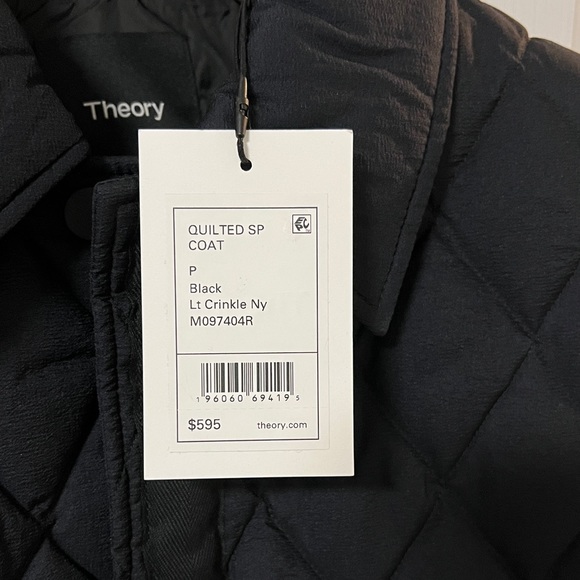 Theory
QUILTED SP
COAT
P
Black
Lt Crinkle Ny
M097404R
1 96060 69419 5
$595 theory.com